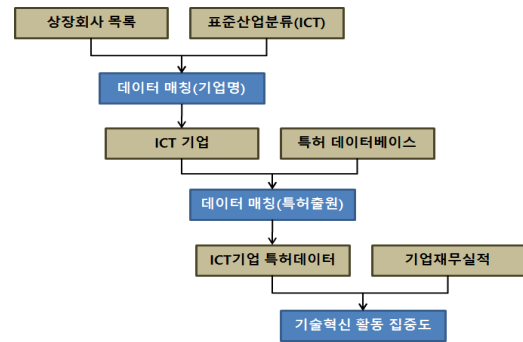 상장회사 목록
표준산업분류(ICT)
데이터 매칭(기업명)
ICT 기업
특허 데이터베이스
데이터 매칭(특허출원)
ICT기업 특허데이터
기업재무실적
기술혁신 활동 집중도